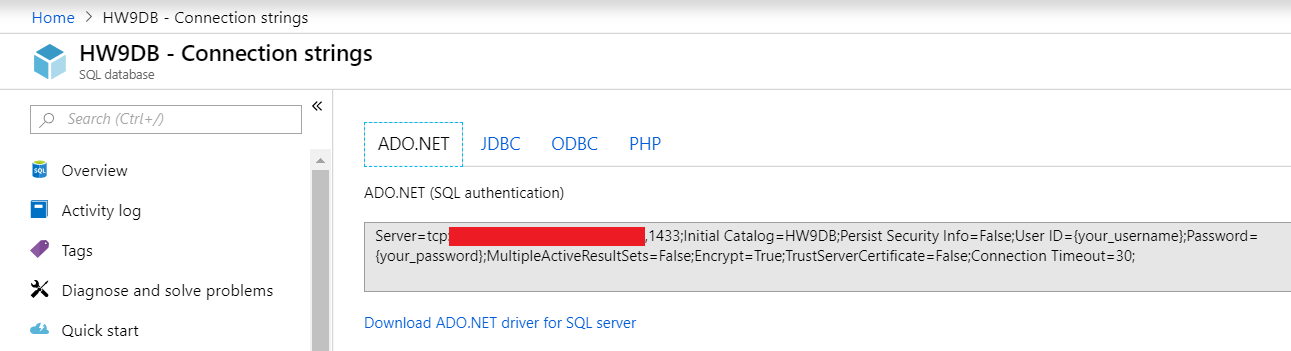 Home > HW9DB - Connection strings
HW9DB - Connection strings
SQL database
Search (Ctrl+/)
«
SQL Overview
Activity log
Tags
Diagnose and solve problems
Quick start
ADO.NET JDBC ODBC PHP
ADO.NET (SQL authentication)
Server=tcp: ,1433;Initial Catalog=HW9DB;Persist Security Info=False;User ID={your_username};Password=
{your_password};MultipleActiveResultSets=False;Encrypt=True;TrustServerCertificate=False;Connection Timeout=30;
Download ADO.NET driver for SQL server